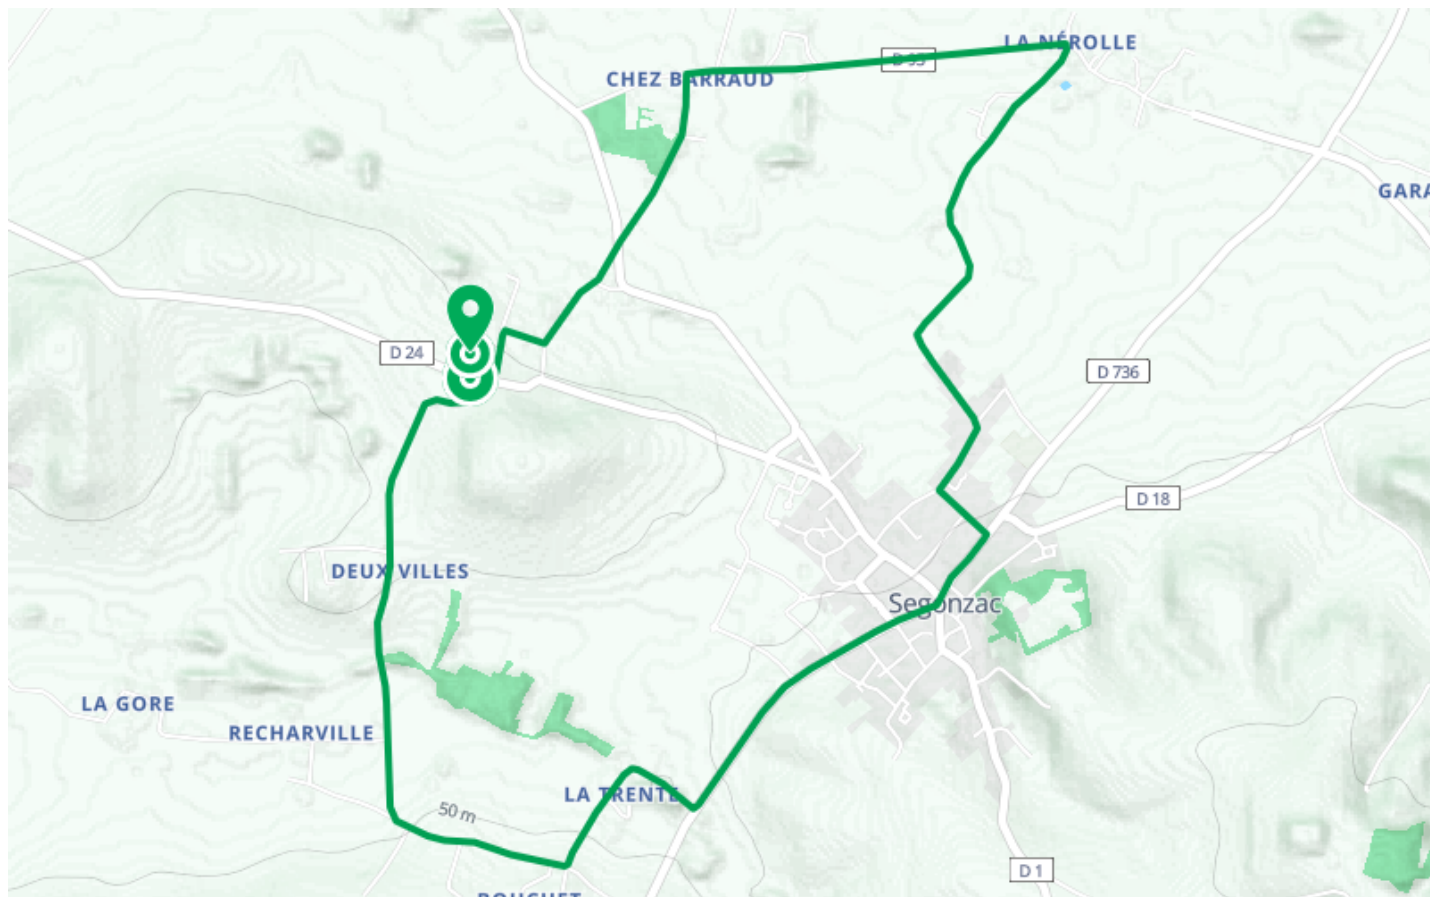 LA NÉROLLE
CHEZ BARRAUD
GARA
D 24
D 736
D 18
DEUX VILLES
Segonzac
LA GORE
RECHARVILLE
LA TRENTE
50 m
D 1